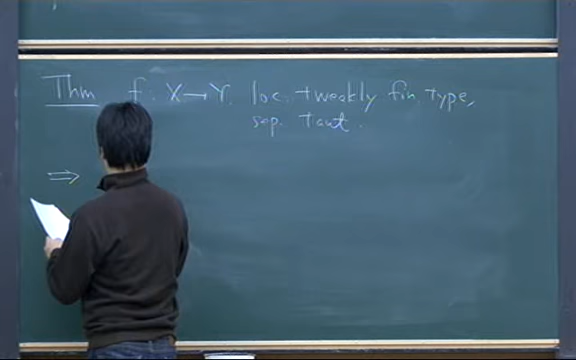 Thm f: X → Y loc. +weakly fin type,
sep. taut.
⇒